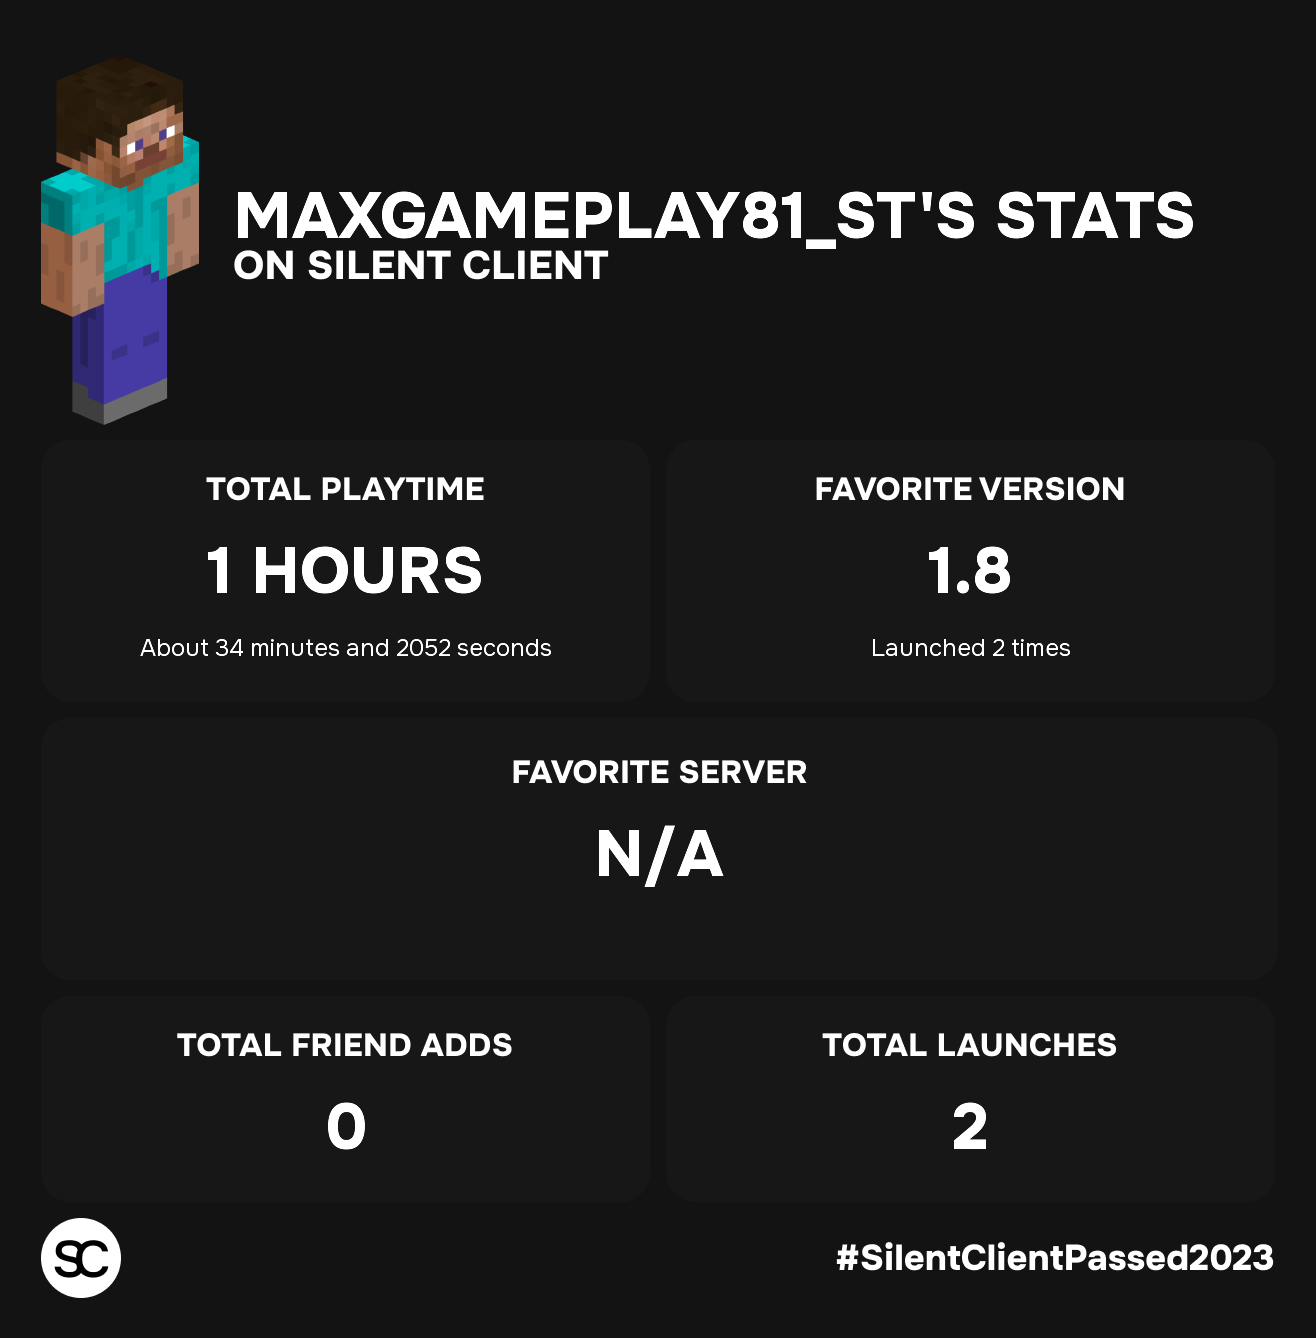 MAXGAMEPLAY81_ST'S STATS
ON SILENT CLIENT
TOTAL PLAYTIME
1 HOURS
About 34 minutes and 2052 seconds
FAVORITE VERSION
1.8
Launched 2 times
FAVORITE SERVER
N/A
TOTAL FRIEND ADDS
0
TOTAL LAUNCHES
2
SC
#SilentClientPassed2023